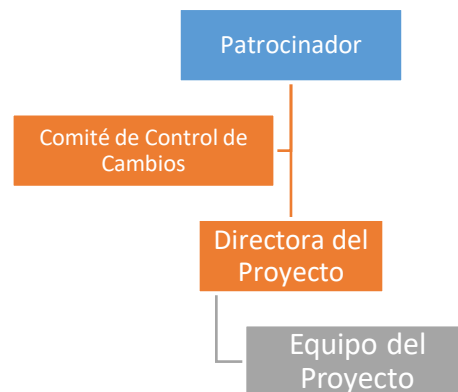 Patrocinador
Comité de Control de
Cambios
Directora del
Proyecto
Equipo del
Proyecto